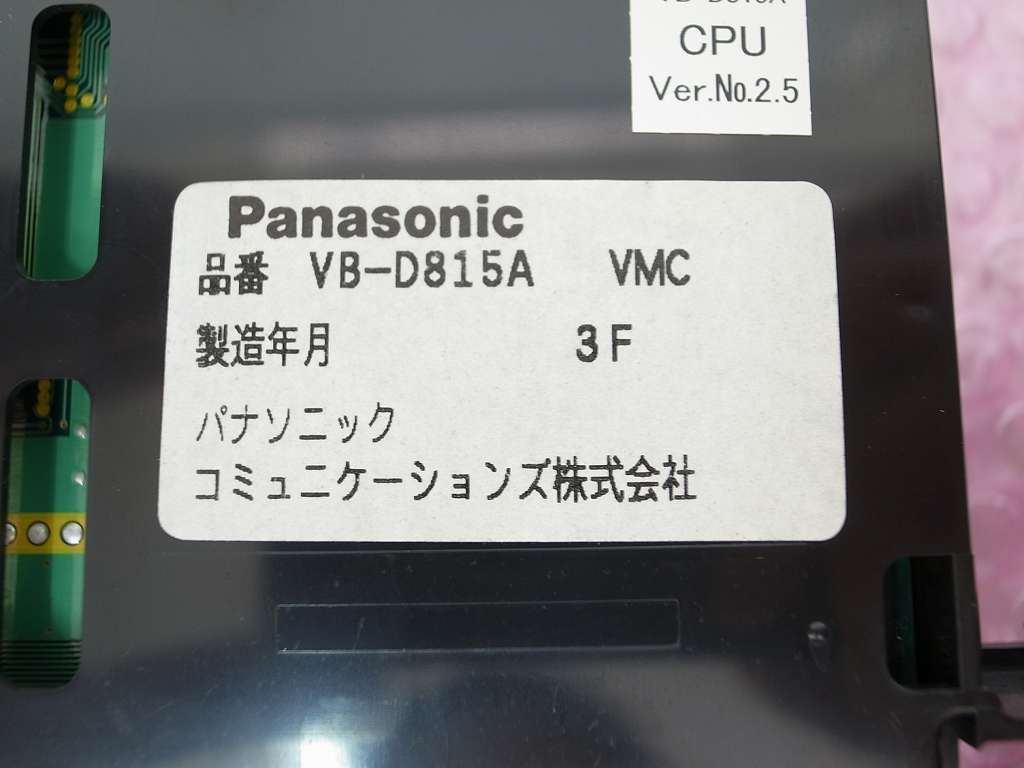 CPU
Ver.No.2.5
Panasonic
品番 VB-D815A VMC
製造年月 3F
パナソニック
コミュニケーションズ株式会社